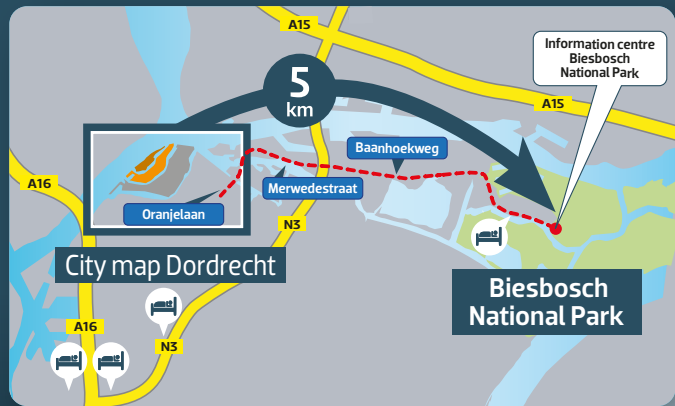 A15
5
km
Information centre
Biesbosch
National Park
A15
Baanhoekweg
A16
Merwedestraat
Oranjelaan
N3
City map Dordrecht
Biesbosch
National Park
A16
N3